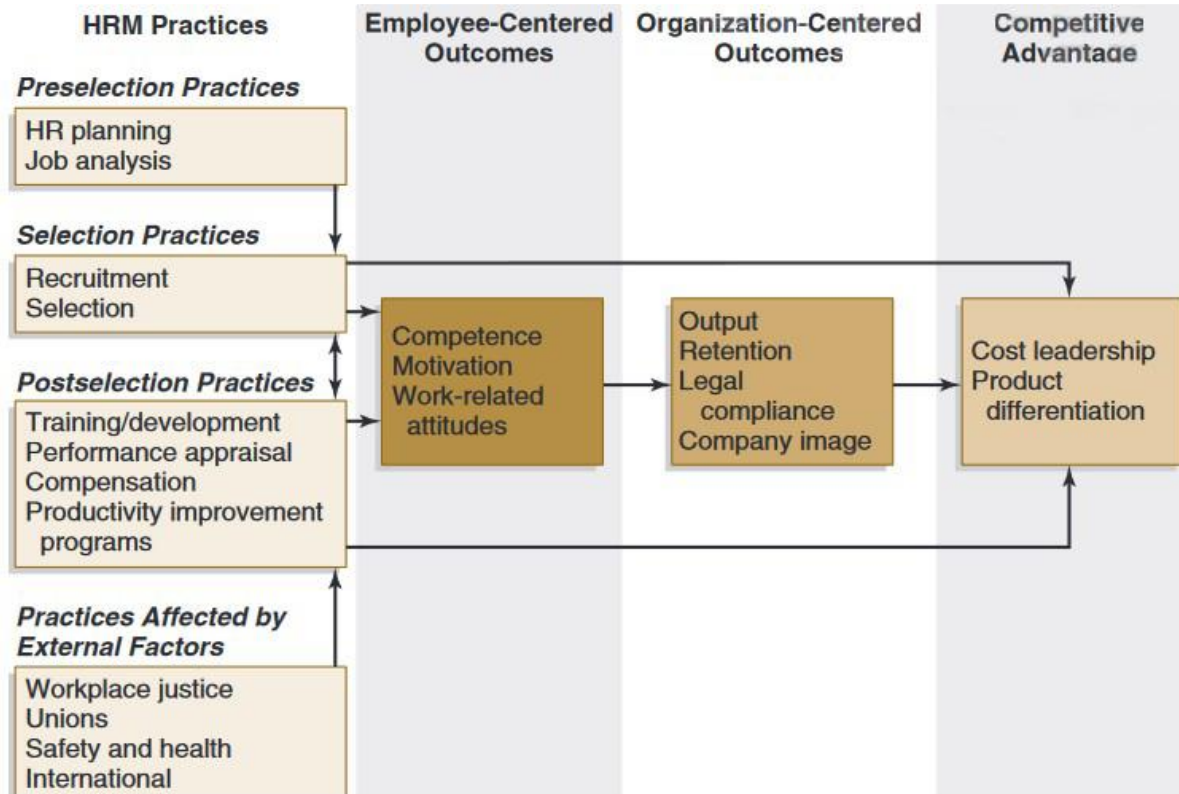 HRM Practices
Employee-Centered
Outcomes
Organization-Centered
Outcomes
Competitive
Advantage
Preselection Practices
HR planning
Job analysis
Selection Practices
Recruitment
Selection
Postselection Practices
Training/development
Performance appraisal
Compensation
Productivity improvement
programs
Practices Affected by
External Factors
Workplace justice
Unions
Safety and health
International
Competence
Motivation
Work-related
attitudes
Output
Retention
Legal
compliance
Company image
Cost leadership
Product
differentiation